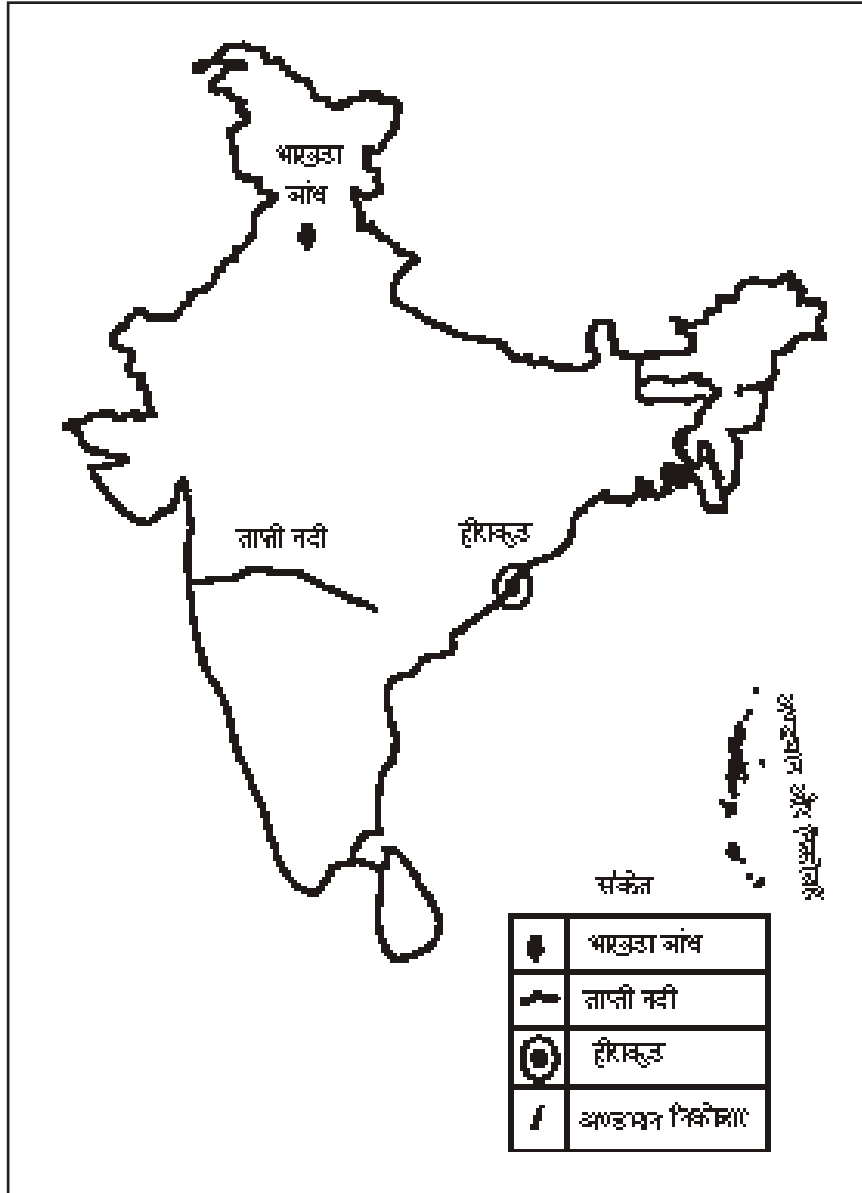 भाखड़ा
बांध
ताप्ती नदी
हीराकुड
अण्डमान और निकोबार
संकेत
भाखड़ा बांध
ताप्ती नदी
हीराकुड
अण्डमान निकोबार